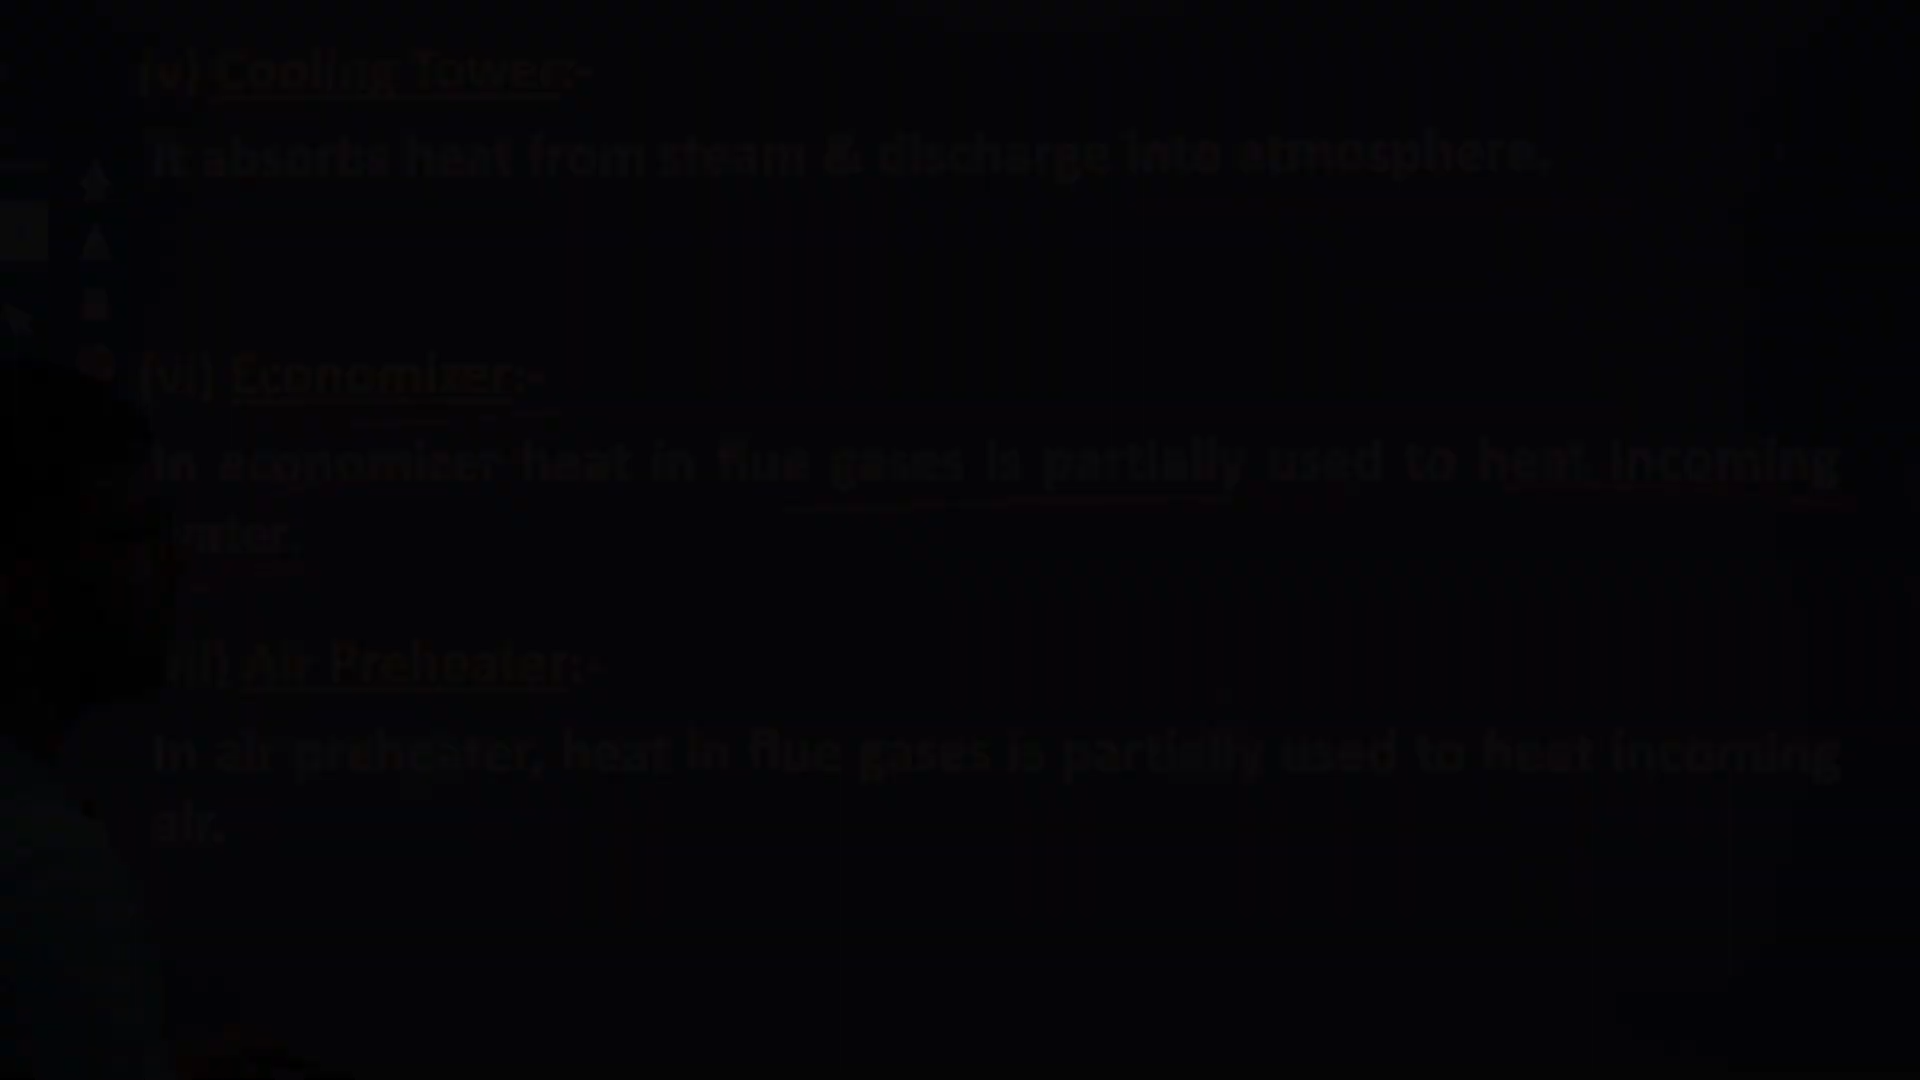 (v) Cooling Tower:-
It absorbs heat from steam & discharge into atmosphere.
(vi) Economizer:-
In economizer heat in flue gases is partially used to heat incoming
water.
ii) Air Preheater:-
In air preheater, heat in flue gases is partially used to heat incoming
air.